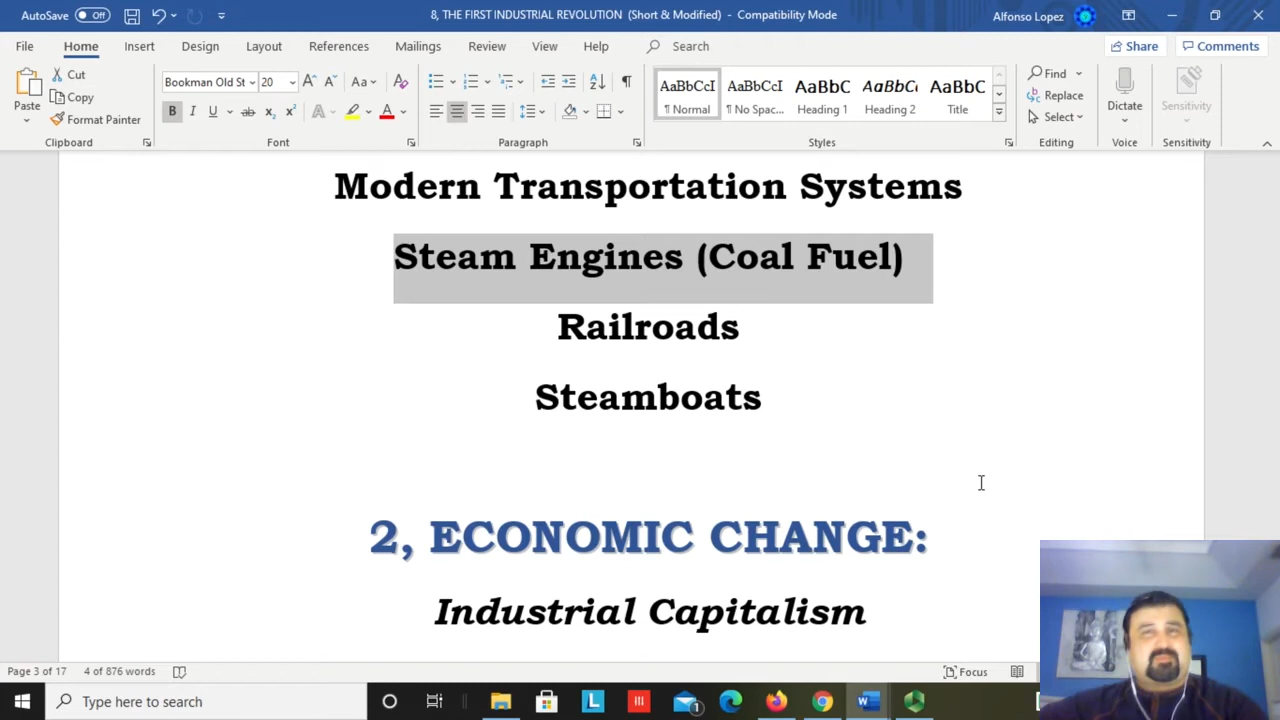 AutoSave Off
8, THE FIRST INDUSTRIAL REVOLUTION (Short & Modified) - Compatibility Mode
Alfonso Lopez
File Home Insert Design Layout References Mailings Review View Help Search Share Comments
Paste
Cut
Copy
Format Painter
Clipboard
Bookman Old St 20
Font
Paragraph
AaBbCcI AaBbCcI AaBbC AaBbCc AaBbC
¶ Normal ¶ No Spac... Heading 1 Heading 2 Title
Styles
Find
Replace
Select
Editing
Dictate
Voice
Sensitivity
Sensitivity
Modern Transportation Systems
Steam Engines (Coal Fuel)
Railroads
Steamboats
2, ECONOMIC CHANGE:
Industrial Capitalism
Page 3 of 17 4 of 876 words Focus
Type here to search